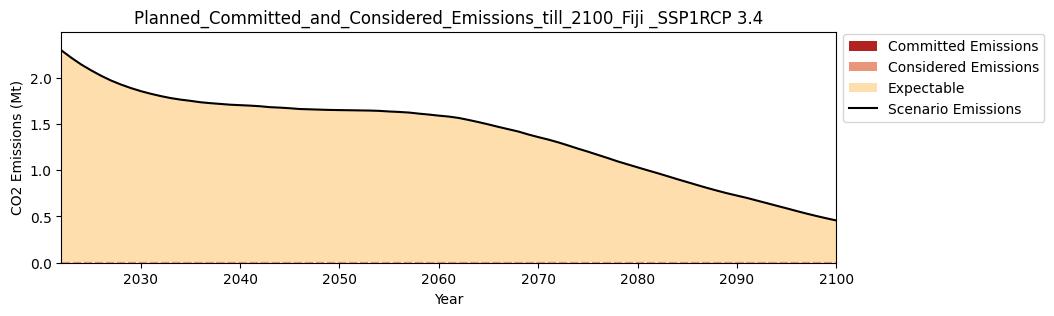 Planned_Committed_and_Considered_Emissions_till_2100_Fiji _SSP1RCP 3.4
Committed Emissions
Considered Emissions
Expectable
Scenario Emissions
CO2 Emissions (Mt)
2.0
1.5
1.0
0.5
0.0
2030 2040 2050 2060 2070 2080 2090 2100
Year